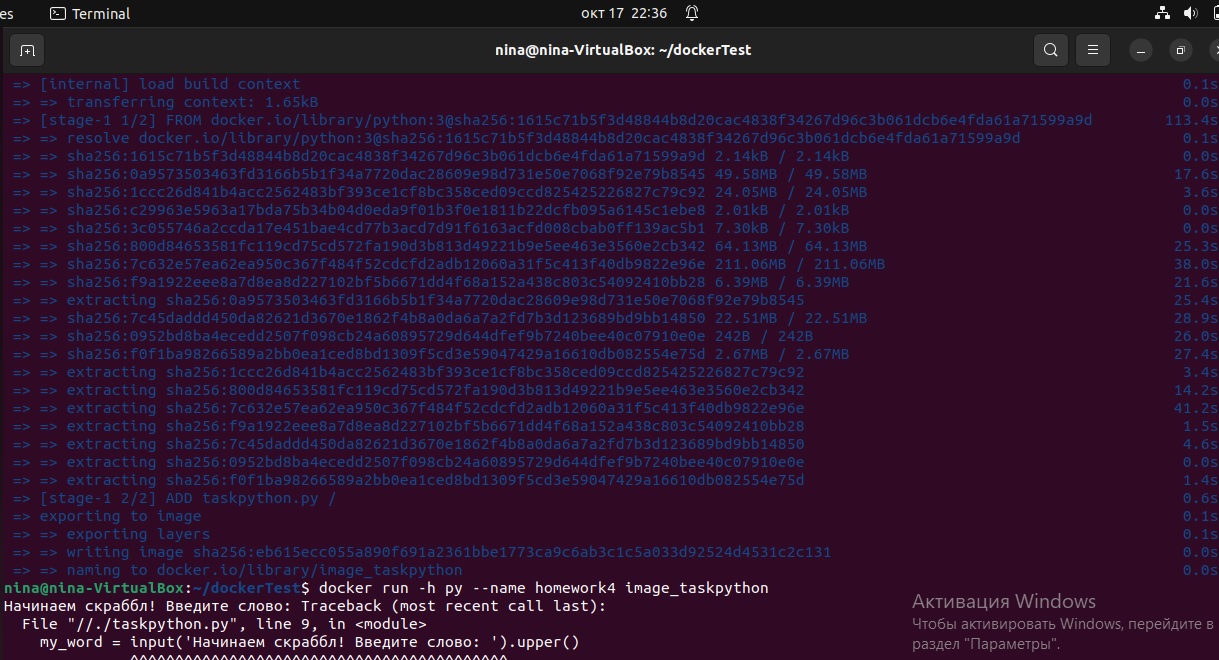 es Terminal окт 17 22:36
nina@nina-VirtualBox: ~/dockerTest
=> [internal] load build context 0.1s
=> => transferring context: 1.65kB 0.0s
=> [stage-1 1/2] FROM docker.io/library/python:3@sha256:1615c71b5f3d48844b8d20cac4838f34267d96c3b061dcb6e4fda61a71599a9d 113.4s
=> => resolve docker.io/library/python:3@sha256:1615c71b5f3d48844b8d20cac4838f34267d96c3b061dcb6e4fda61a71599a9d 0.1s
=> => sha256:1615c71b5f3d48844b8d20cac4838f34267d96c3b061dcb6e4fda61a71599a9d 2.14kB / 2.14kB 0.0s
=> => sha256:0a9573503463fd3166b5b1f34a7720dac28609e98d731e50e7068f92e79b8545 49.58MB / 49.58MB 17.6s
=> => sha256:1ccc26d841b4acc2562483bf393ce1cf8bc358ced09ccd825425226827c79c92 24.05MB / 24.05MB 3.6s
=> => sha256:c29963e5963a17bda75b34b04d0eda9f01b3f0e1811b22dcfb095a6145c1ebe8 2.01kB / 2.01kB 0.0s
=> => sha256:3c055746a2ccda17e451bae4cd77b3acd7d91f6163acfd008cbab0ff139ac5b1 7.30kB / 7.30kB 0.0s
=> => sha256:800d84653581fc119cd75cd572fa190d3b813d49221b9e5ee463e3560e2cb342 64.13MB / 64.13MB 25.3s
=> => sha256:7c632e57ea62ea950c367f484f52cdcfd2adb12060a31f5c413f40db9822e96e 211.06MB / 211.06MB 38.0s
=> => sha256:f9a1922eee8a7d8ea8d227102bf5b6671dd4f68a152a438c803c54092410bb28 6.39MB / 6.39MB 21.6s
=> => extracting sha256:0a9573503463fd3166b5b1f34a7720dac28609e98d731e50e7068f92e79b8545 25.4s
=> => sha256:7c45daddd450da82621d3670e1862f4b8a0da6a7a2fd7b3d123689bd9bb14850 22.51MB / 22.51MB 28.9s
=> => sha256:0952bd8ba4ecedd2507f098cb24a60895729d644dfef9b7240bee40c07910e0e 242B / 242B 26.0s
=> => sha256:f0f1ba98266589a2bb0ea1ced8bd1309f5cd3e59047429a16610db082554e75d 2.67MB / 2.67MB 27.4s
=> => extracting sha256:1ccc26d841b4acc2562483bf393ce1cf8bc358ced09ccd825425226827c79c92 3.4s
=> => extracting sha256:800d84653581fc119cd75cd572fa190d3b813d49221b9e5ee463e3560e2cb342 14.2s
=> => extracting sha256:7c632e57ea62ea950c367f484f52cdcfd2adb12060a31f5c413f40db9822e96e 41.2s
=> => extracting sha256:f9a1922eee8a7d8ea8d227102bf5b6671dd4f68a152a438c803c54092410bb28 1.5s
=> => extracting sha256:7c45daddd450da82621d3670e1862f4b8a0da6a7a2fd7b3d123689bd9bb14850 4.6s
=> => extracting sha256:0952bd8ba4ecedd2507f098cb24a60895729d644dfef9b7240bee40c07910e0e 0.0s
=> => extracting sha256:f0f1ba98266589a2bb0ea1ced8bd1309f5cd3e59047429a16610db082554e75d 1.4s
=> [stage-1 2/2] ADD taskpython.py / 0.6s
=> exporting to image 0.1s
=> => exporting layers 0.1s
=> => writing image sha256:eb615ecc055a890f691a2361bbe1773ca9c6ab3c1c5a033d92524d4531c2c131 0.0s
=> => naming to docker.io/library/image_taskpython 0.0s
nina@nina-VirtualBox:~/dockerTest$ docker run -h py --name homework4 image_taskpython
Начинаем скраббл! Введите слово: Traceback (most recent call last):
File "//./taskpython.py", line 9, in <module>
my_word = input('Начинаем скраббл! Введите слово: ').upper()
^^^^^^^^^^^^^^^^^^^^^^^^^^^^^^^^^^^^^^^^^^
Активация Windows
Чтобы активировать Windows, перейдите в
раздел "Параметры".